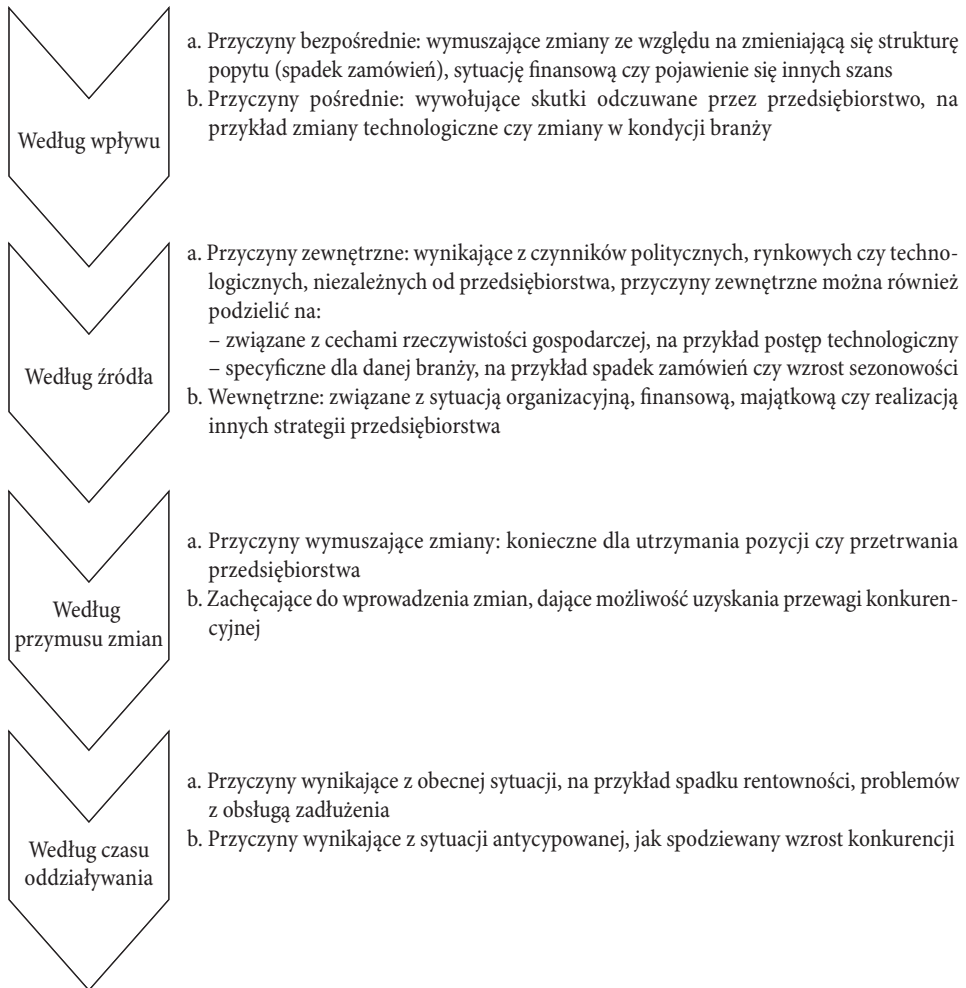 a. Przyczyny bezpośrednie: wymuszające zmiany ze względu na zmieniającą się strukturę
popytu (spadek zamówień), sytuację finansową czy pojawienie się innych szans
b. Przyczyny pośrednie: wywołujące skutki odczuwane przez przedsiębiorstwo, na
przykład zmiany technologiczne czy zmiany w kondycji branży
Według wpływu
a. Przyczyny zewnętrzne: wynikające z czynników politycznych, rynkowych czy techno-
logicznych, niezależnych od przedsiębiorstwa, przyczyny zewnętrzne można również
podzielić na:
– związane z cechami rzeczywistości gospodarczej, na przykład postęp technologiczny
– specyficzne dla danej branży, na przykład spadek zamówień czy wzrost sezonowości
b. Wewnętrzne: związane z sytuacją organizacyjną, finansową, majątkową czy realizacją
innych strategii przedsiębiorstwa
Według źródła
a. Przyczyny wymuszające zmiany: konieczne dla utrzymania pozycji czy przetrwania
przedsiębiorstwa
b. Zachęcające do wprowadzenia zmian, dające możliwość uzyskania przewagi konkuren-
cyjnej
Według
przymusu zmian
a. Przyczyny wynikające z obecnej sytuacji, na przykład spadku rentowności, problemów
z obsługą zadłużenia
b. Przyczyny wynikające z sytuacji antycypowanej, jak spodziewany wzrost konkurencji
Według czasu
oddziaływania